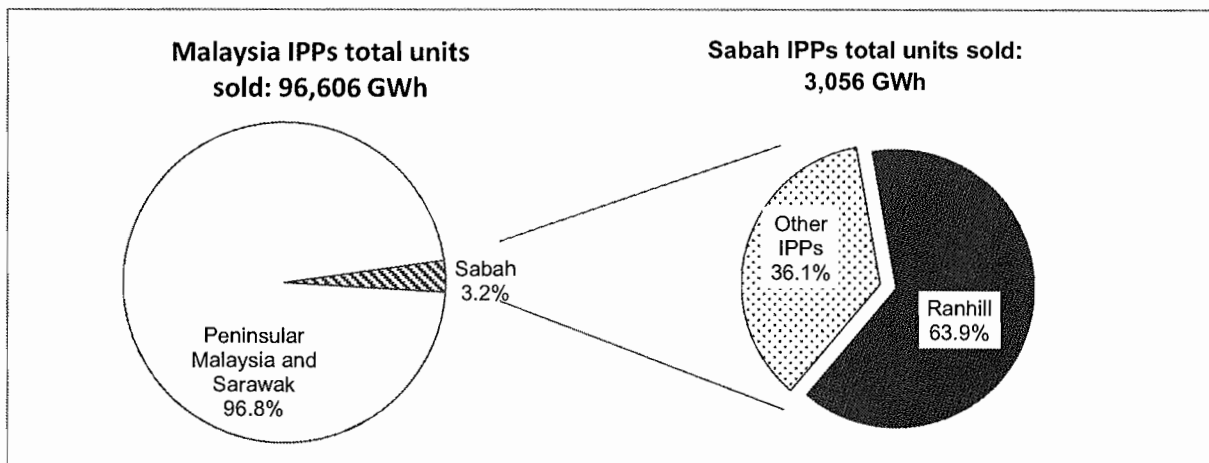 Malaysia IPPs total units
sold: 96,606 GWh
Sabah IPPs total units sold:
3,056 GWh
Peninsular
Malaysia and
Sarawak
96.8%
Sabah
3.2%
Other
IPPs
36.1%
Ranhill
63.9%